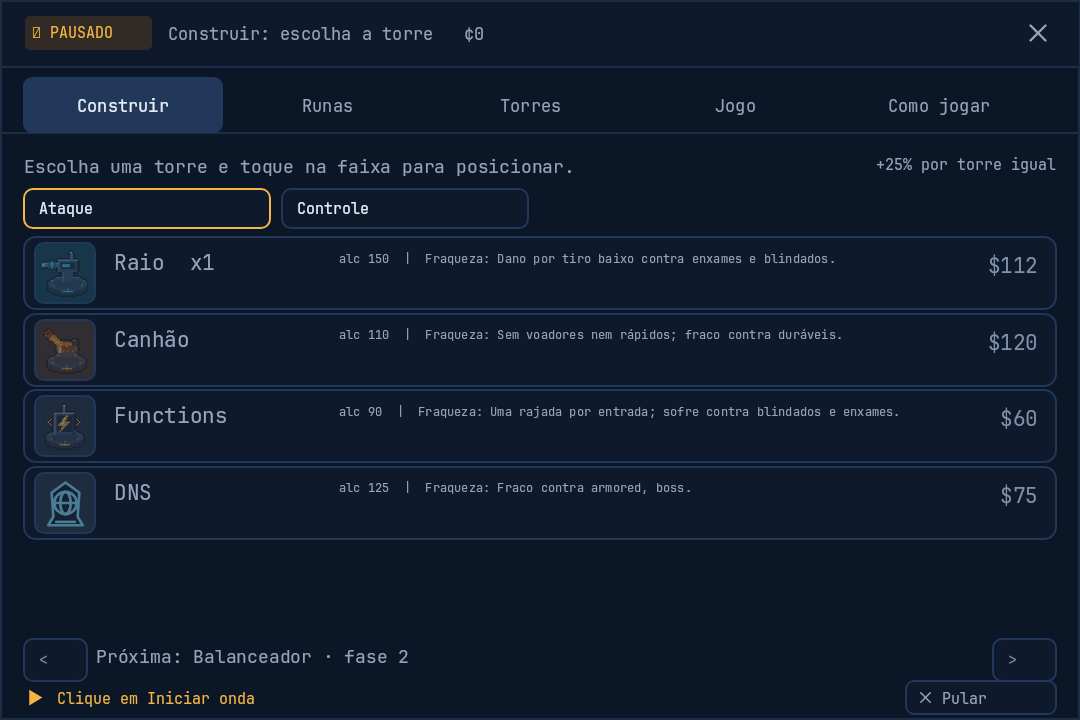 PAUSADO Construir: escolha a torre ¢0
Construir Runas Torres Jogo Como jogar
Escolha uma torre e toque na faixa para posicionar. +25% por torre igual
Ataque Controle
Raio x1 alc 150 | Fraqueza: Dano por tiro baixo contra enxames e blindados. $112
Canhão alc 110 | Fraqueza: Sem voadores nem rápidos; fraco contra duráveis. $120
Functions alc 90 | Fraqueza: Uma rajada por entrada; sofre contra blindados e enxames. $60
DNS alc 125 | Fraqueza: Fraco contra armored, boss. $75
< Próxima: Balanceador · fase 2 >
Clique em Iniciar onda Pular